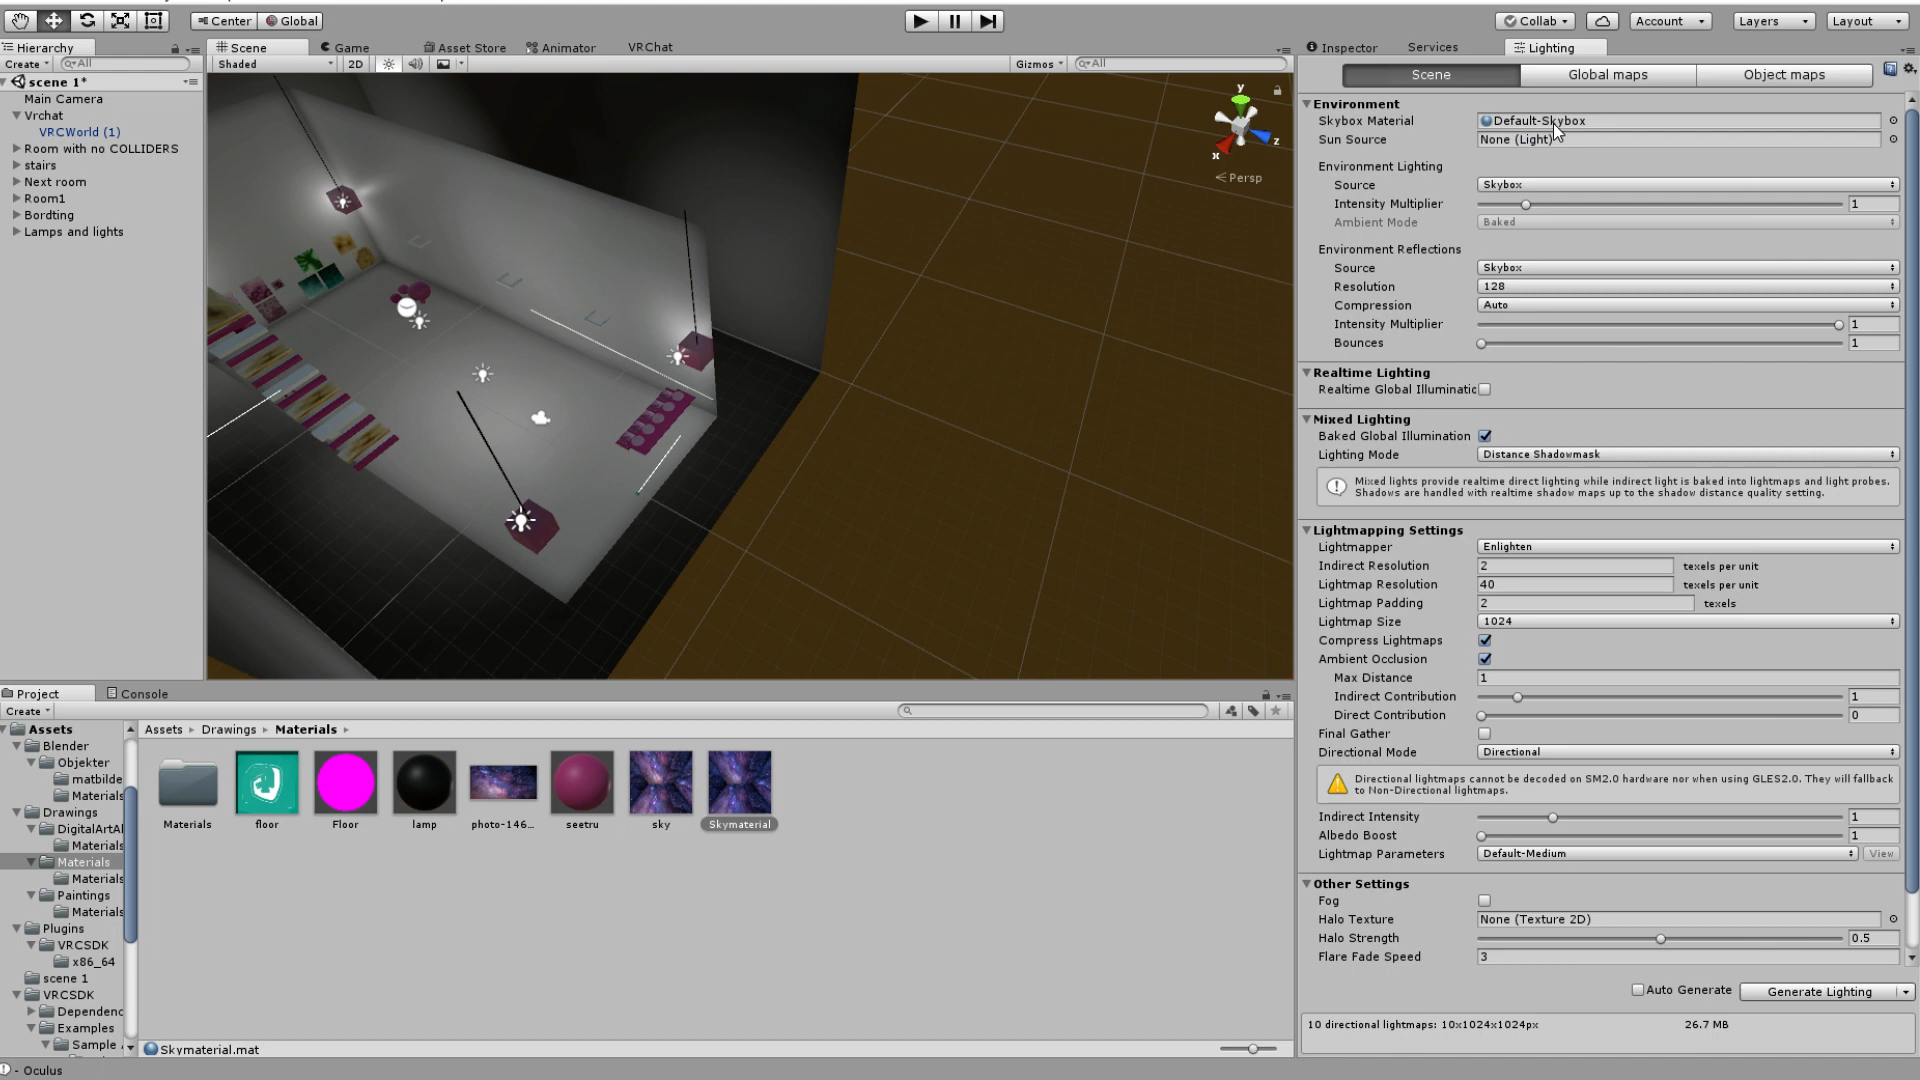 Center Global
Collab Account Layers Layout
Hierarchy Scene Game Asset Store Animator VRChat Inspector Services Lighting
Create All Shaded 2D Gizmos All
Scene Global maps Object maps
scene 1*
Main Camera
Vrchat
VRCWorld (1)
Room with no COLLIDERS
stairs
Next room
Room1
Bordting
Lamps and lights
y
z
x
Persp
Environment
Skybox Material Default-Skybox
Sun Source None (Light)
Environment Lighting
Source Skybox
Intensity Multiplier 1
Ambient Mode Baked
Environment Reflections
Source Skybox
Resolution 128
Compression Auto
Intensity Multiplier 1
Bounces 1
Realtime Lighting
Realtime Global Illuminatic
Mixed Lighting
Baked Global Illumination
Lighting Mode Distance Shadowmask
Mixed lights provide realtime direct lighting while indirect light is baked into lightmaps and light probes.
Shadows are handled with realtime shadow maps up to the shadow distance quality setting.
Lightmapping Settings
Lightmapper Enlighten
Indirect Resolution 2 texels per unit
Lightmap Resolution 40 texels per unit
Lightmap Padding 2 texels
Lightmap Size 1024
Compress Lightmaps
Ambient Occlusion
Max Distance 1
Indirect Contribution 1
Direct Contribution 0
Final Gather
Directional Mode Directional
Directional lightmaps cannot be decoded on SM2.0 hardware nor when using GLES2.0. They will fallback
to Non-Directional lightmaps.
Indirect Intensity 1
Albedo Boost 1
Lightmap Parameters Default-Medium View
Other Settings
Fog
Halo Texture None (Texture 2D)
Halo Strength 0.5
Flare Fade Speed 3
Auto Generate Generate Lighting
10 directional lightmaps: 10x1024x1024px 26.7 MB
Project Console
Create
Assets
Blender
Objekter
matbilde
Materials
Drawings
DigitalArtAl
Materials
Materials
Materials
Paintings
Materials
Plugins
VRCSDK
x86_64
scene 1
VRCSDK
Dependenc
Examples
Sample
Assets Drawings Materials
Materials floor Floor lamp photo-146... seetru sky Skymaterial
Skymaterial.mat
- Oculus